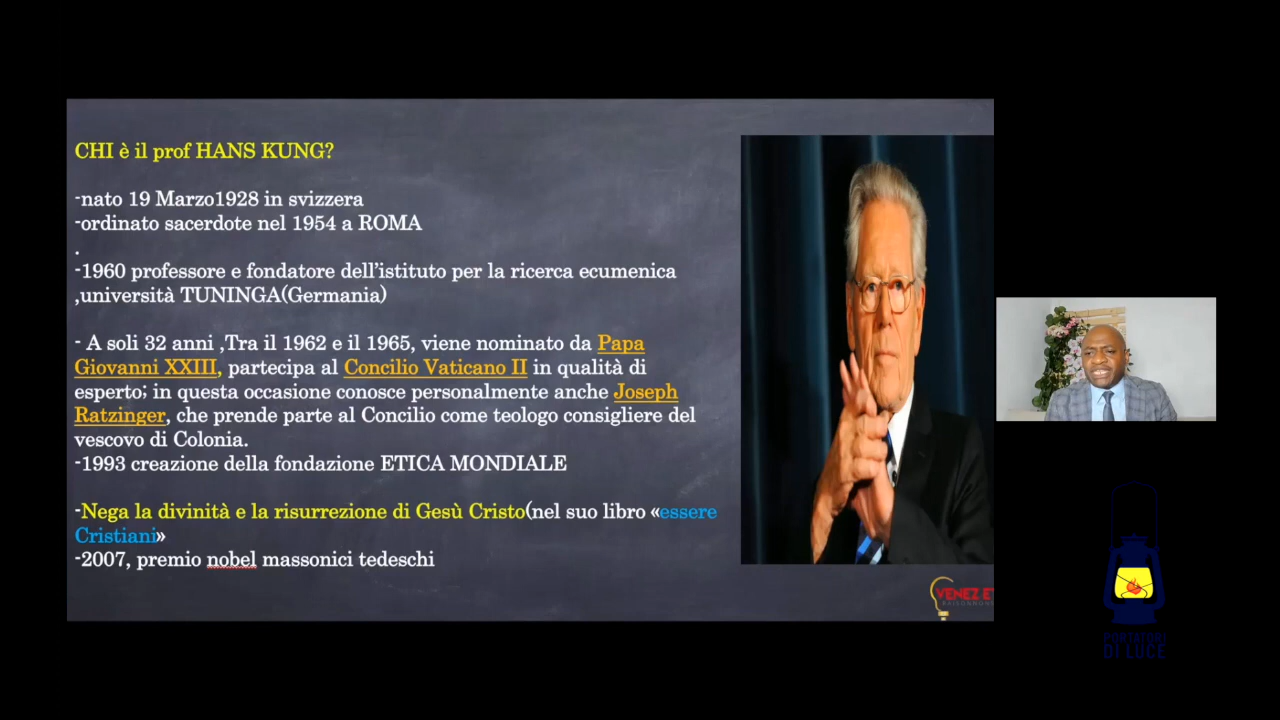 CHI è il prof HANS KUNG?
-nato 19 Marzo1928 in svizzera
-ordinato sacerdote nel 1954 a ROMA
.
-1960 professore e fondatore dell'istituto per la ricerca ecumenica
,università TUNINGA(Germania)
- A soli 32 anni ,Tra il 1962 e il 1965, viene nominato da Papa
Giovanni XXIII, partecipa al Concilio Vaticano II in qualità di
esperto; in questa occasione conosce personalmente anche Joseph
Ratzinger, che prende parte al Concilio come teologo consigliere del
vescovo di Colonia.
-1993 creazione della fondazione ETICA MONDIALE
-Nega la divinità e la risurrezione di Gesù Cristo(nel suo libro «essere
Cristiani»
-2007, premio nobel massonici tedeschi
VENEZ E
PORTATORI
DI LUCE